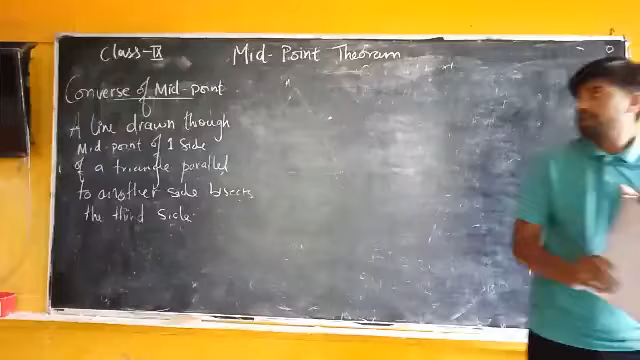 Class-IX
Mid-Point Theoram
Converse of Mid-point
A line drawn through
Mid-point of 1 side
of a triangle parallel
to another side bisects
the third side.
A